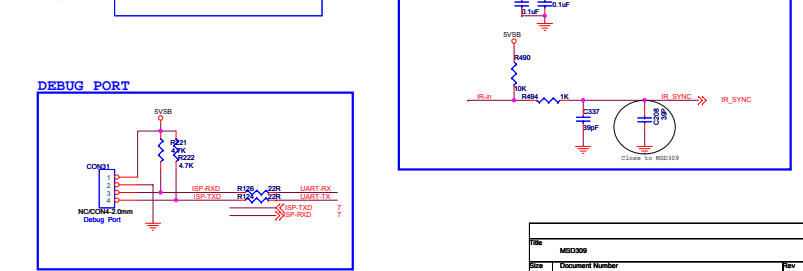 0.1uF
0.1uF
5VSB
R490
10K
IR-in
R494
1K
IR_SYNC
IR_SYNC
C337
39pF
C208
39P
Close to MSD309
DEBUG PORT
5VSB
R221
4.7K
R222
4.7K
CON31
1
2
3
4
ISP-RXD
R126
22R
UART-RX
ISP-TXD
R124
22R
UART-TX
ISP-TXD
7
ISP-RXD
7
NC/CON4-2.0mm
Debug Port
Title
MSD309
Size
Document Number
Rev